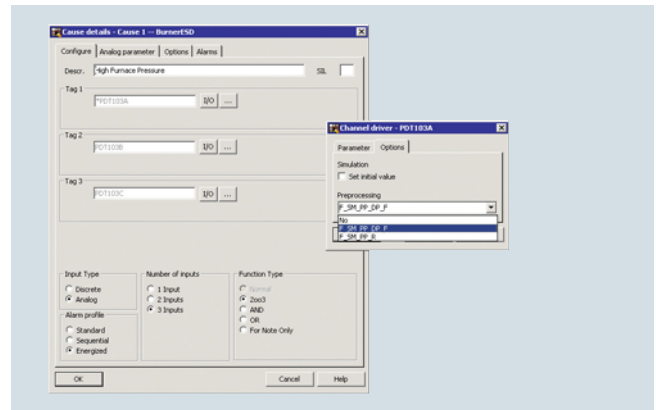 Cause details - Cause 1 -- BurnerESD
Configure Analog parameter Options Alarms
Descr. High Furnace Pressure SIL
Tag 1
*PDT103A I/O ...
Tag 2
PDT103B I/O ...
Tag 3
PDT103C I/O ...
Input Type
Discrete
Analog
Alarm profile
Standard
Sequential
Energized
Number of inputs
1 Input
2 Inputs
3 Inputs
Function Type
Normal
2oo3
AND
OR
For Note Only
OK Cancel Help
Channel driver - PDT103A
Parameter Options
Simulation
Set initial value
Preprocessing
F_SM_PP_DP_F
No
F_SM_PP_DP_F
F_SM_PP_R